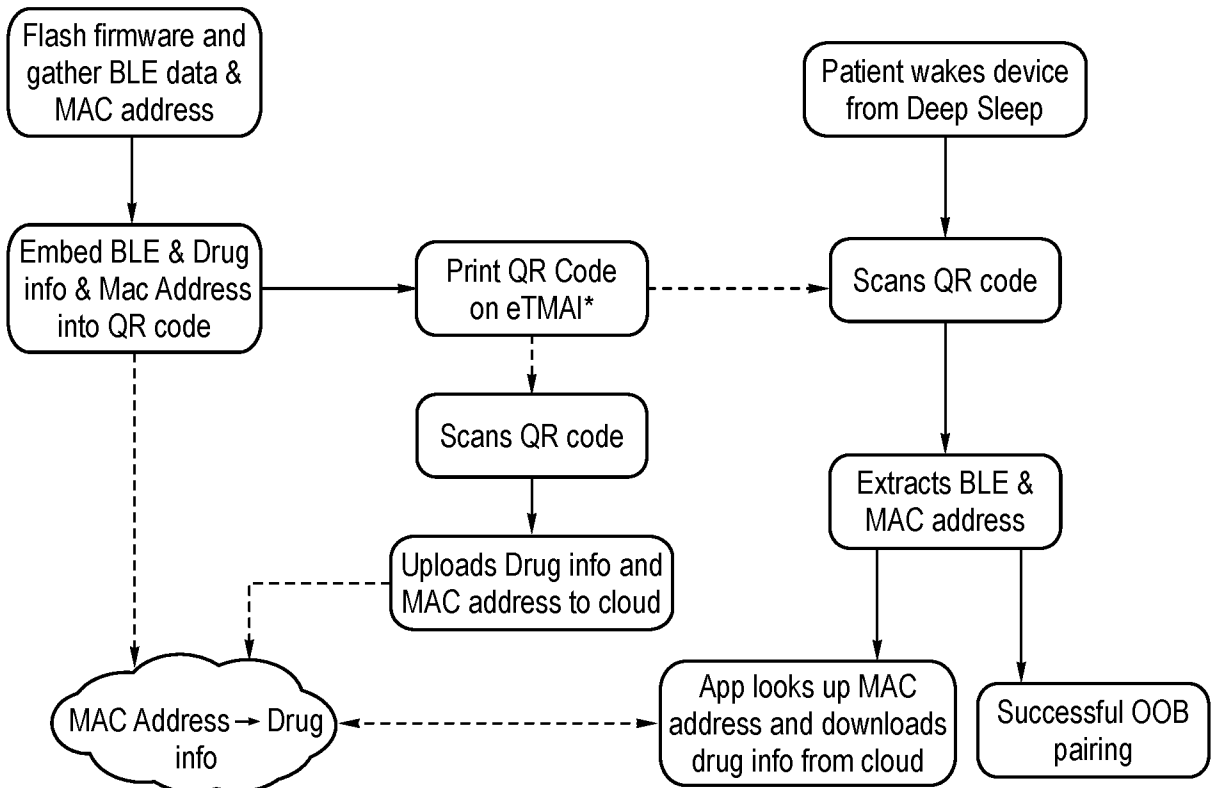 Flash firmware and
gather BLE data &
MAC address
Patient wakes device
from Deep Sleep
Embed BLE & Drug
info & Mac Address
into QR code
Print QR Code
on eTMAI*
Scans QR code
Scans QR code
Extracts BLE &
MAC address
Uploads Drug info and
MAC address to cloud
MAC Address → Drug
info
App looks up MAC
address and downloads
drug info from cloud
Successful OOB
pairing